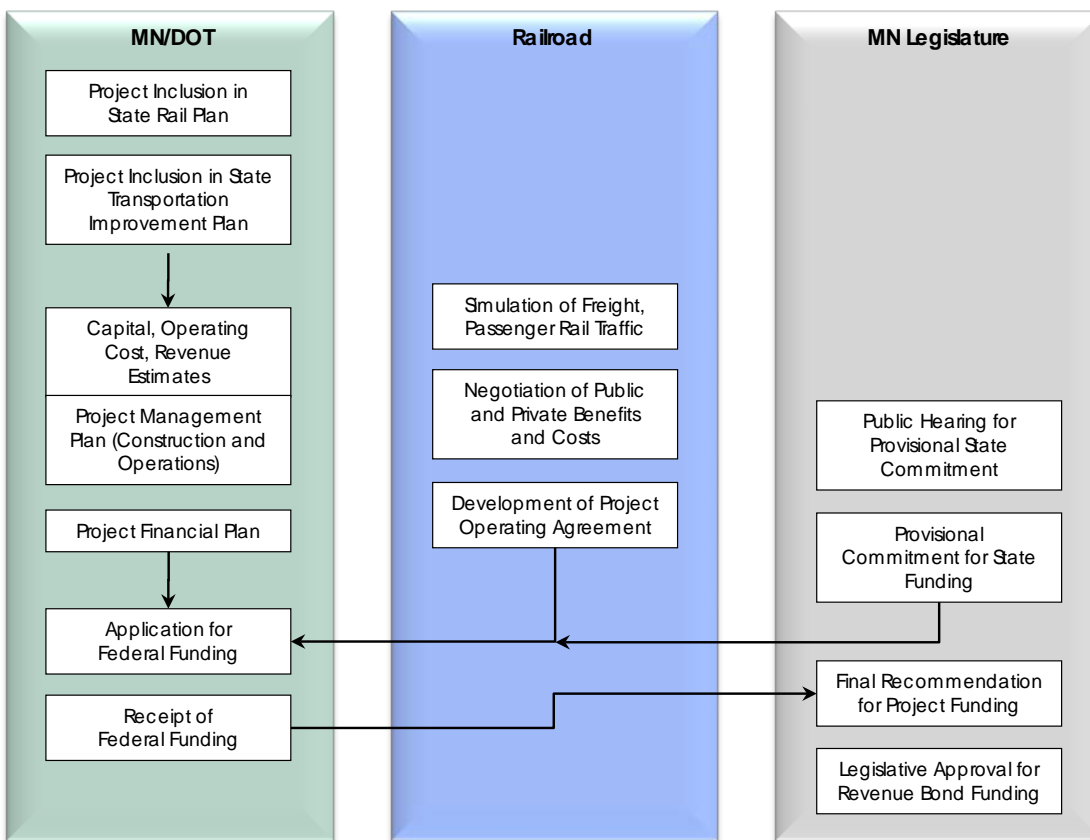 MN/DOT
Project Inclusion in
State Rail Plan
Project Inclusion in State
Transportation
Improvement Plan
Capital, Operating
Cost, Revenue
Estimates
Project Management
Plan (Construction and
Operations)
Project Financial Plan
Application for
Federal Funding
Receipt of
Federal Funding
Railroad
Simulation of Freight,
Passenger Rail Traffic
Negotiation of Public
and Private Benefits
and Costs
Development of Project
Operating Agreement
MN Legislature
Public Hearing for
Provisional State
Commitment
Provisional
Commitment for State
Funding
Final Recommendation
for Project Funding
Legislative Approval for
Revenue Bond Funding